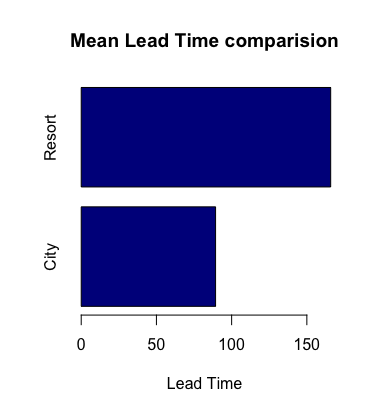 Mean Lead Time comparision
Resort
City
0 50 100 150
Lead Time